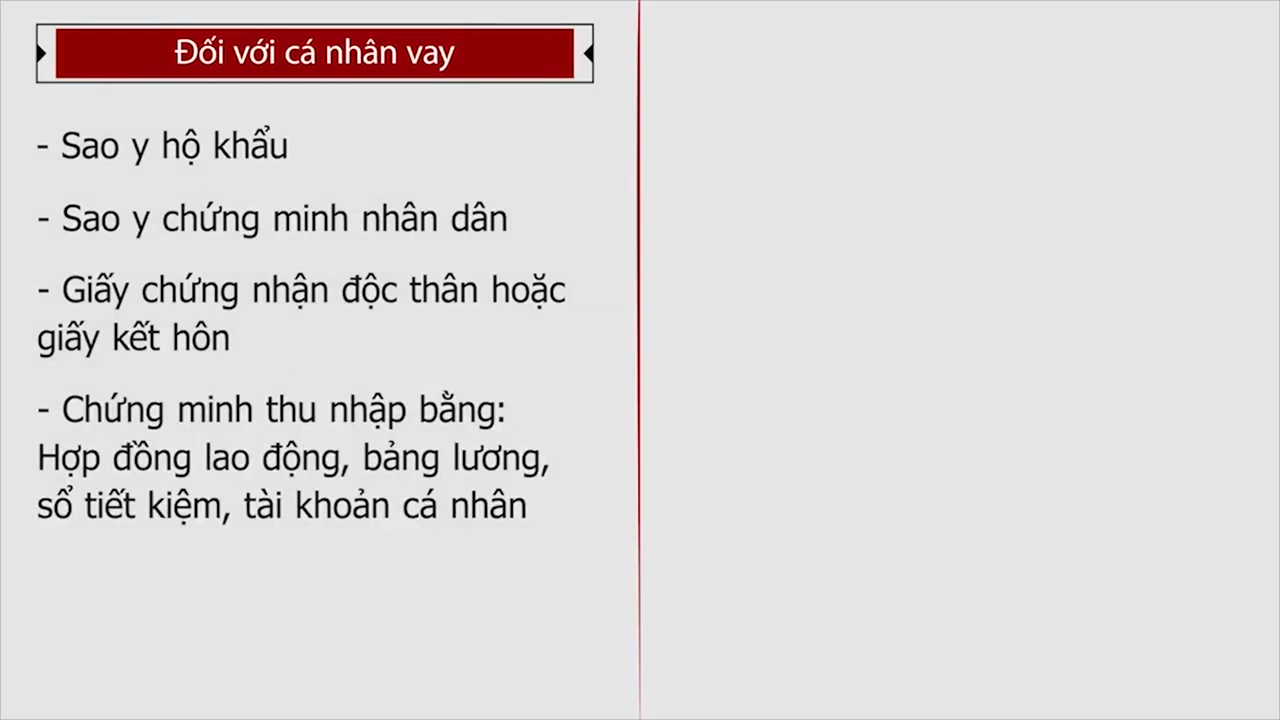 Đối với cá nhân vay
- Sao y hộ khẩu
- Sao y chứng minh nhân dân
- Giấy chứng nhận độc thân hoặc
giấy kết hôn
- Chứng minh thu nhập bằng:
Hợp đồng lao động, bảng lương,
sổ tiết kiệm, tài khoản cá nhân